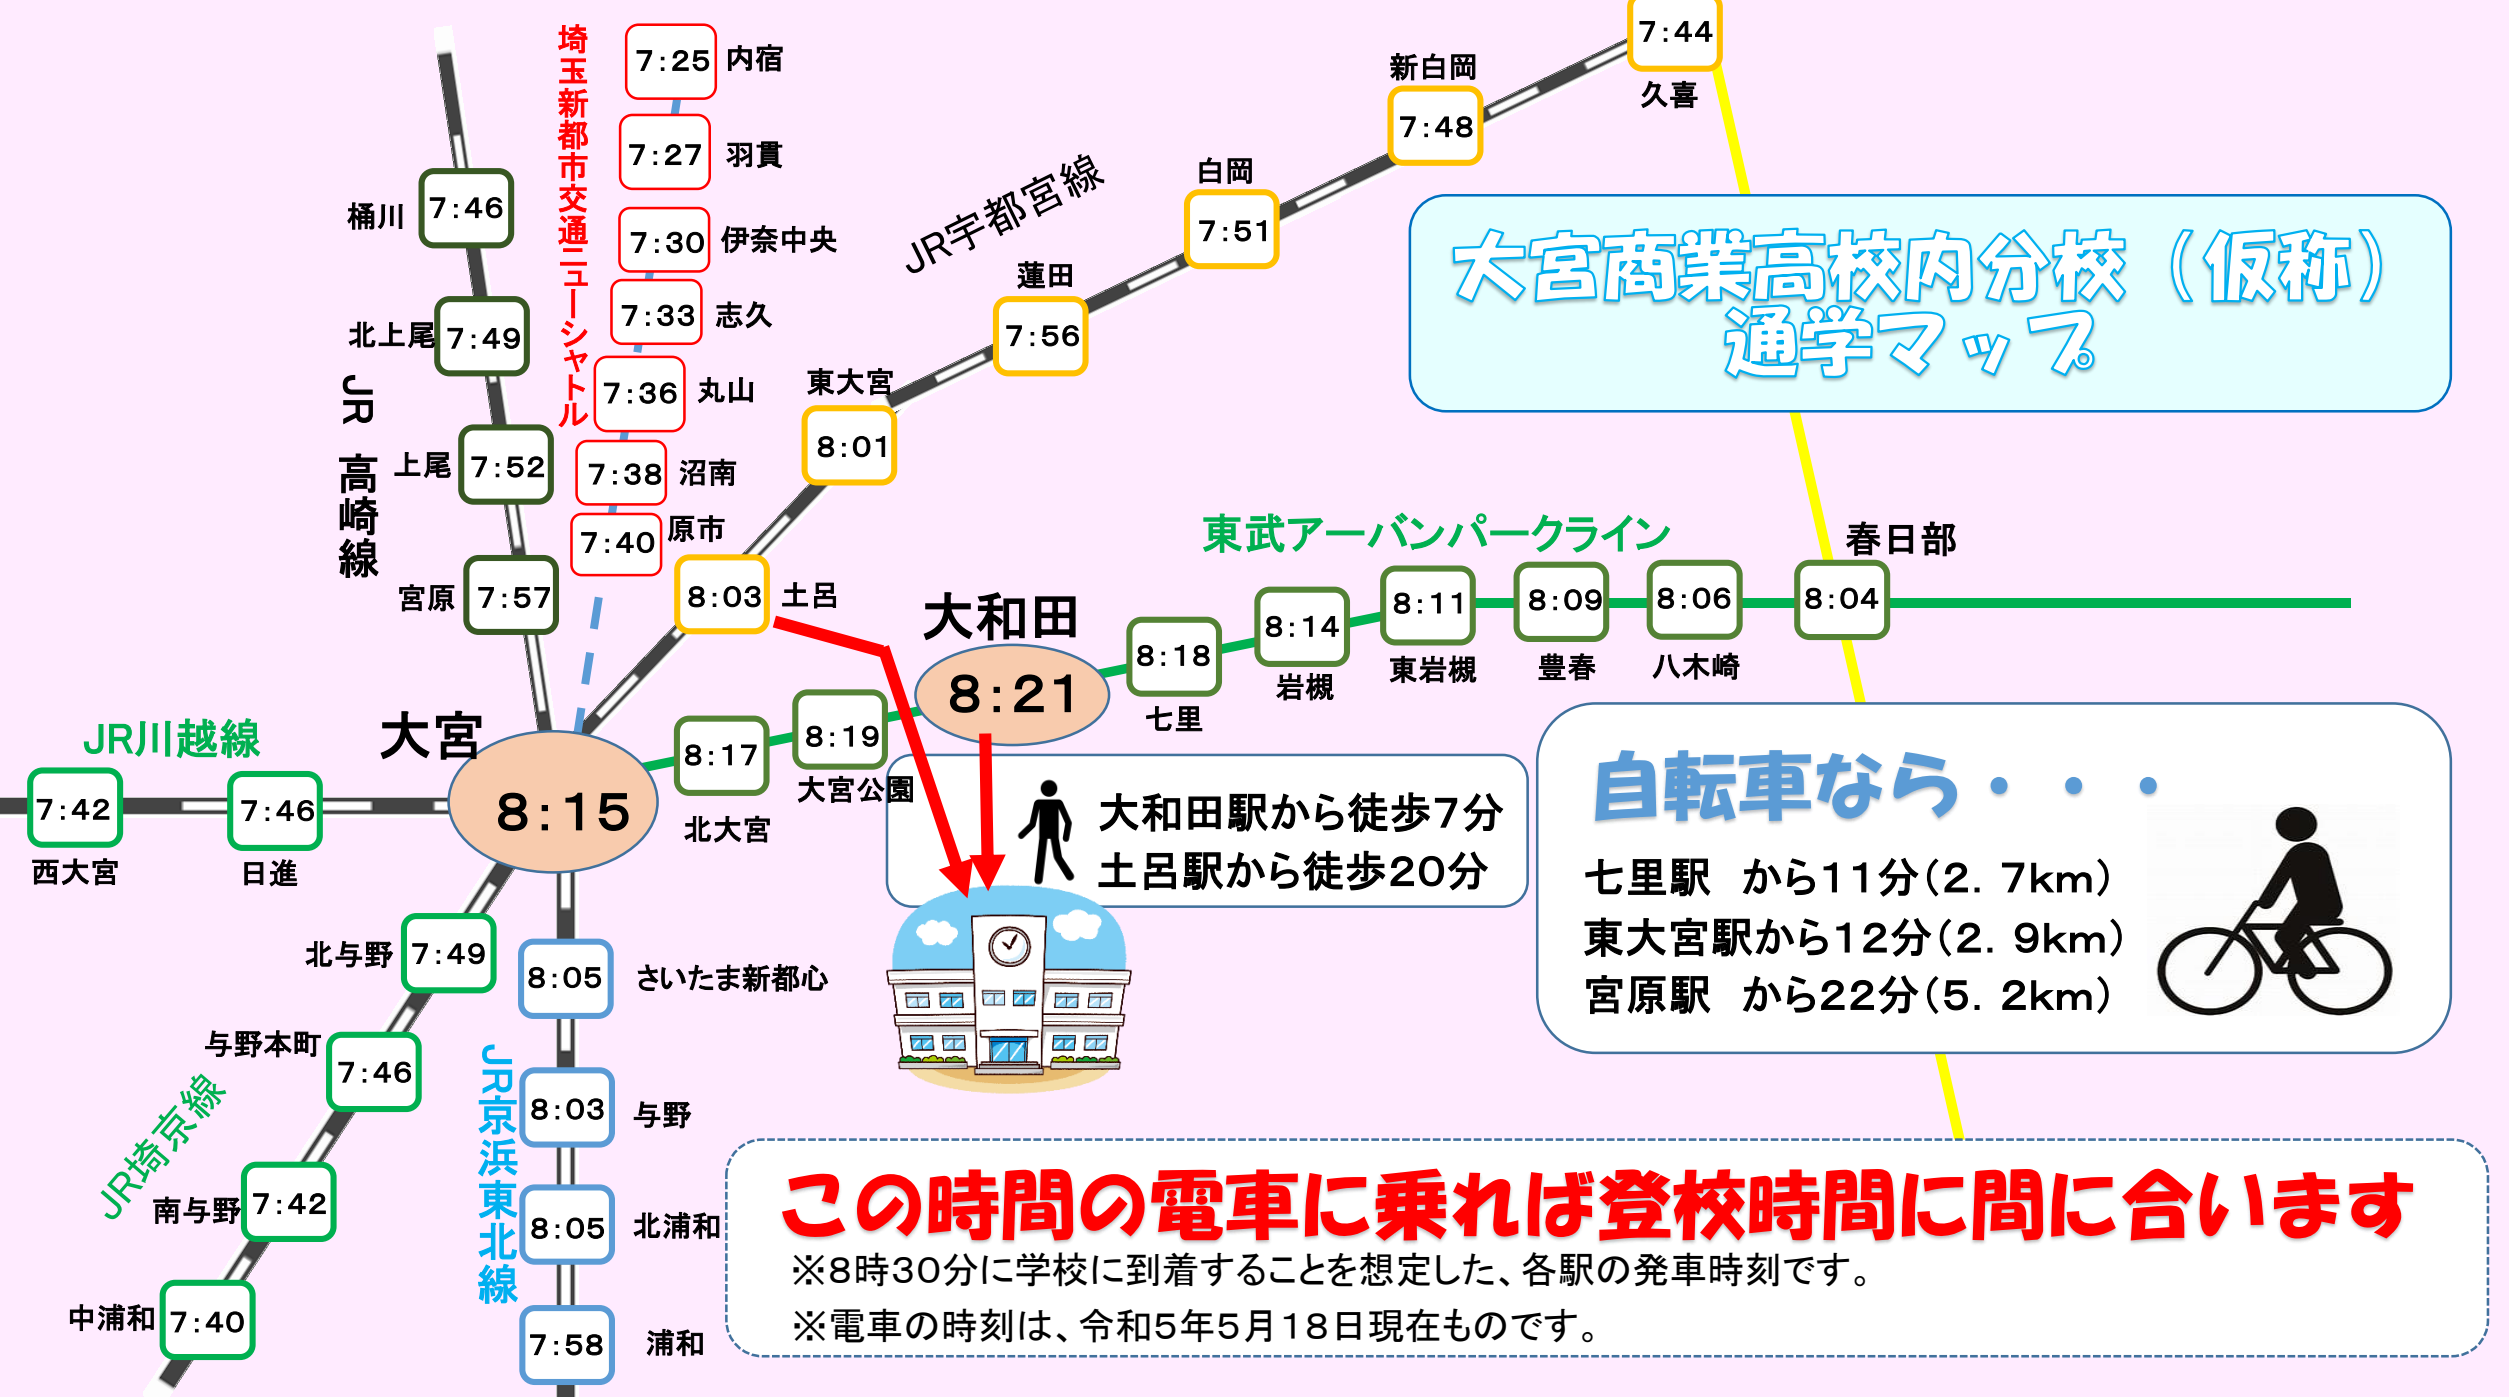 埼玉新都市交通ニューシャトル
7:25 内宿
7:27 羽貫
7:30 伊奈中央
7:33 志久
7:36 丸山
7:38 沼南
7:40 原市
JR 高崎線
桶川 7:46
北上尾 7:49
上尾 7:52
宮原 7:57
JR宇都宮線
7:44
久喜
新白岡
7:48
白岡
7:51
蓮田
7:56
東大宮
8:01
8:03 土呂
大宮商業高校内分校（仮称）
通学マップ
東武アーバンパークライン
春日部
8:04
8:06
八木崎
8:09
豊春
8:11
東岩槻
8:14
岩槻
8:18
七里
大和田
8:21
8:19
大宮公園
8:17
北大宮
大宮
8:15
JR川越線
7:42
西大宮
7:46
日進
大和田駅から徒歩７分
土呂駅から徒歩20分
自転車なら・・・
七里駅　から11分(2．7km)
東大宮駅から12分(2．9km)
宮原駅　から22分(5．2km)
JR埼京線
北与野 7:49
与野本町 7:46
南与野 7:42
中浦和 7:40
JR京浜東北線
8:05 さいたま新都心
8:03 与野
8:05 北浦和
7:58 浦和
この時間の電車に乗れば登校時間に間に合います
※８時３０分に学校に到着することを想定した、各駅の発車時刻です。
※電車の時刻は、令和５年５月１８日現在ものです。